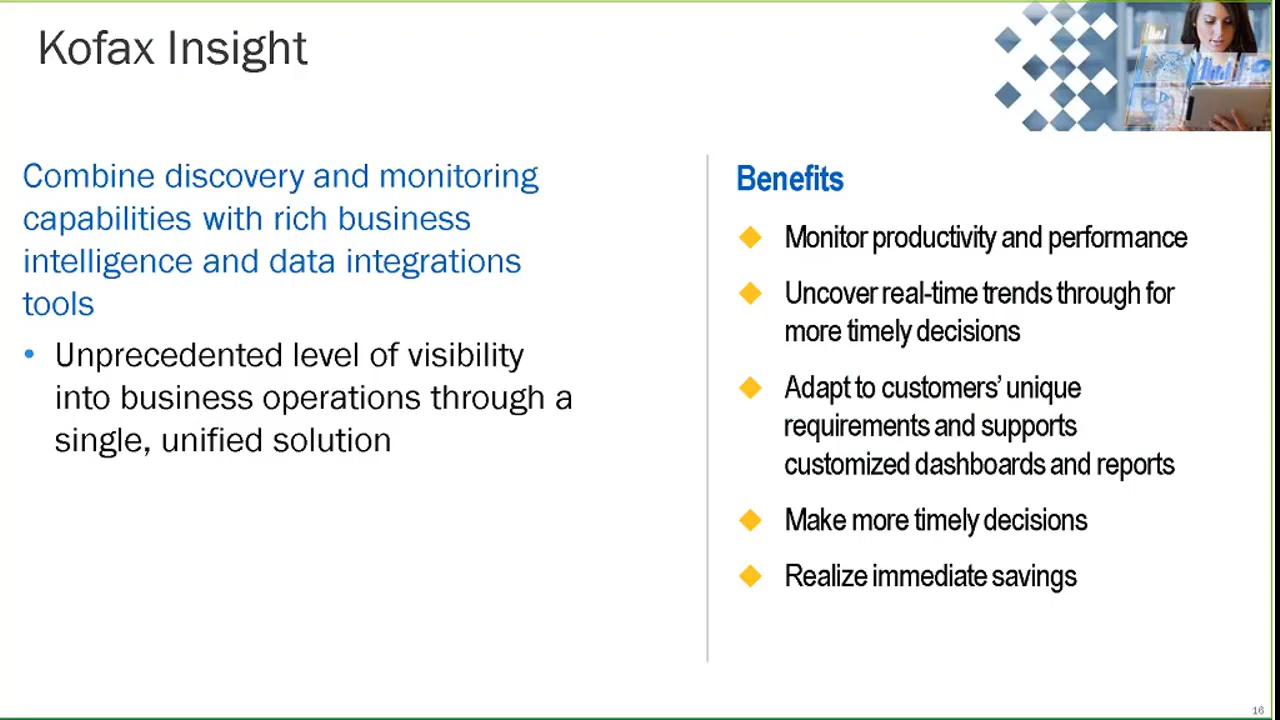 Kofax Insight
Combine discovery and monitoring
capabilities with rich business
intelligence and data integrations
tools
• Unprecedented level of visibility
into business operations through a
single, unified solution
Benefits
Monitor productivity and performance
Uncover real-time trends through for
more timely decisions
Adapt to customers’ unique
requirements and supports
customized dashboards and reports
Make more timely decisions
Realize immediate savings
16